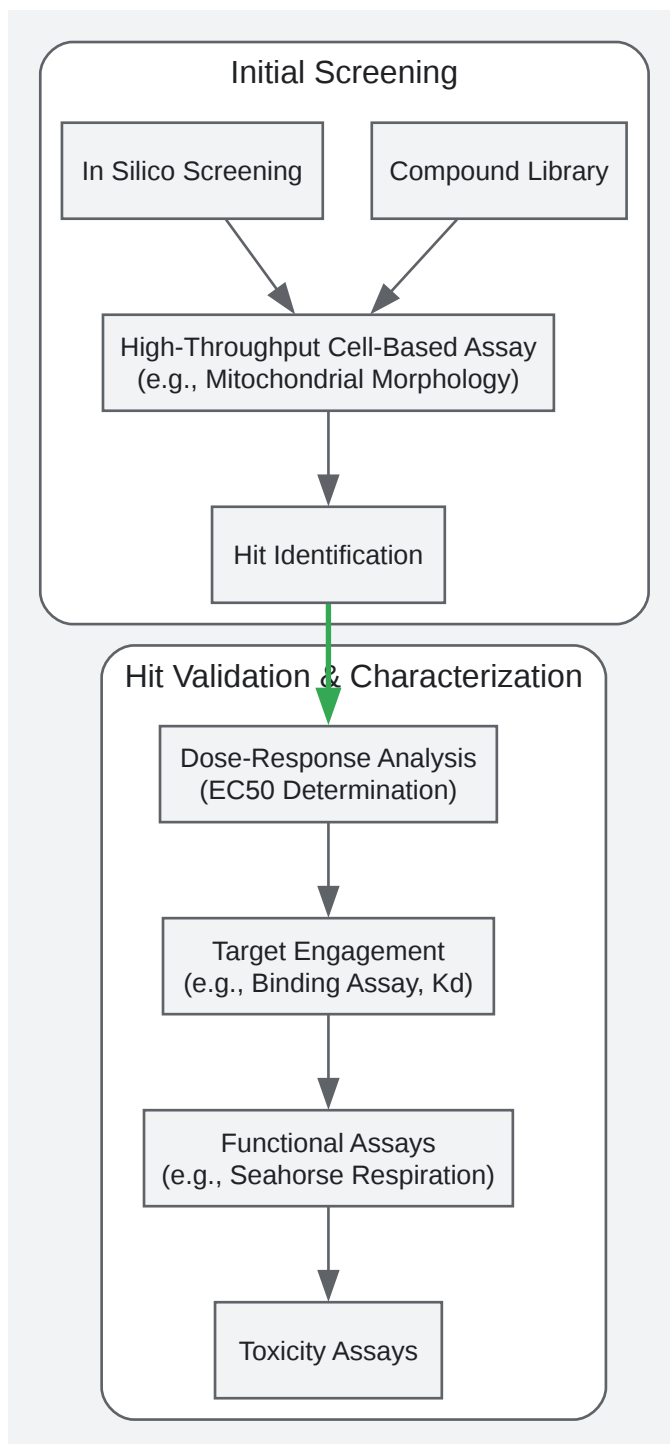 Initial Screening
In Silico Screening
Compound Library
High-Throughput Cell-Based Assay
(e.g., Mitochondrial Morphology)
Hit Identification
Hit Validation & Characterization
Dose-Response Analysis
(EC50 Determination)
Target Engagement
(e.g., Binding Assay, Kd)
Functional Assays
(e.g., Seahorse Respiration)
Toxicity Assays